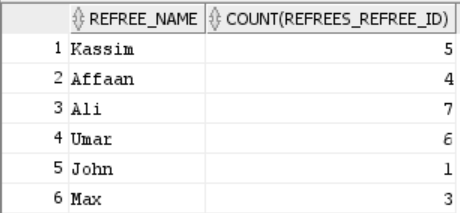 REFREE_NAME COUNT(REFREES_REFREE_ID)
1 Kassim 5
2 Affaan 4
3 Ali 7
4 Umar 6
5 John 1
6 Max 3